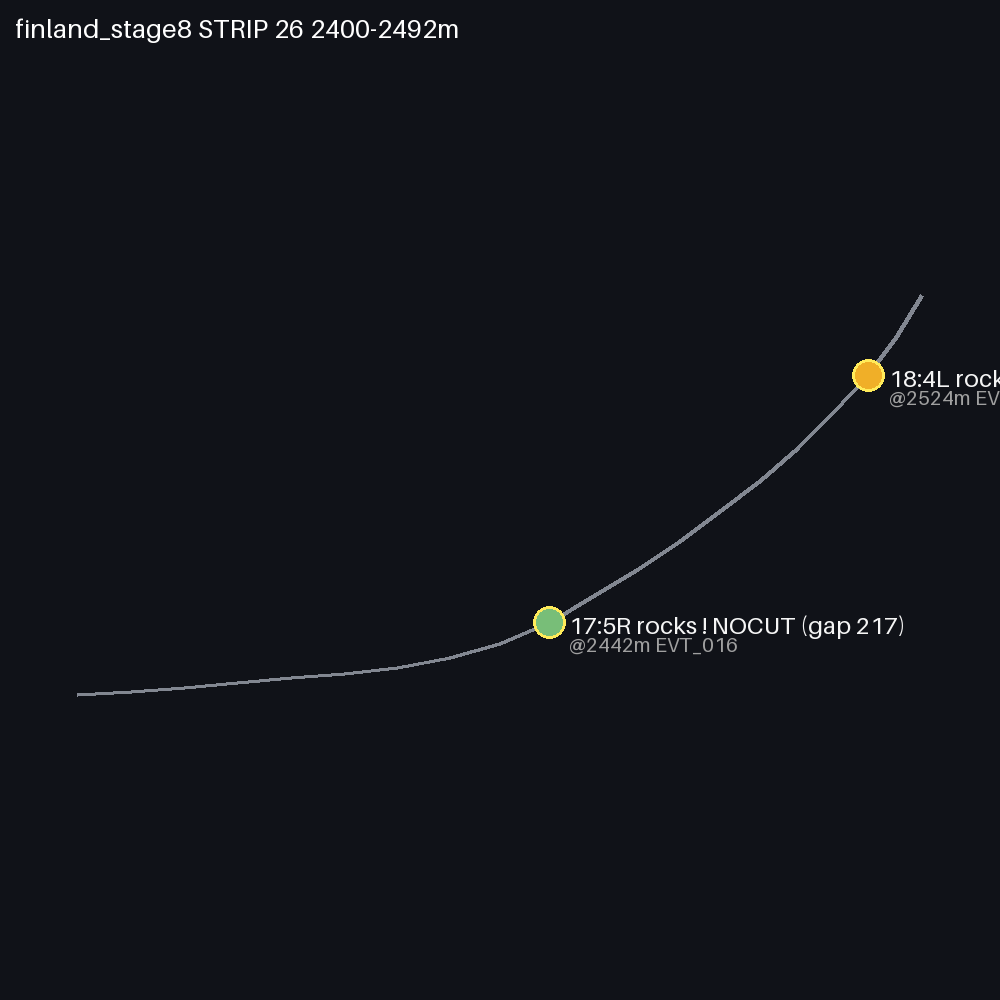 finland_stage8 STRIP 26 2400-2492m
18:4L rock
@2524m EV
17:5R rocks ! NOCUT (gap 217)
@2442m EVT_016